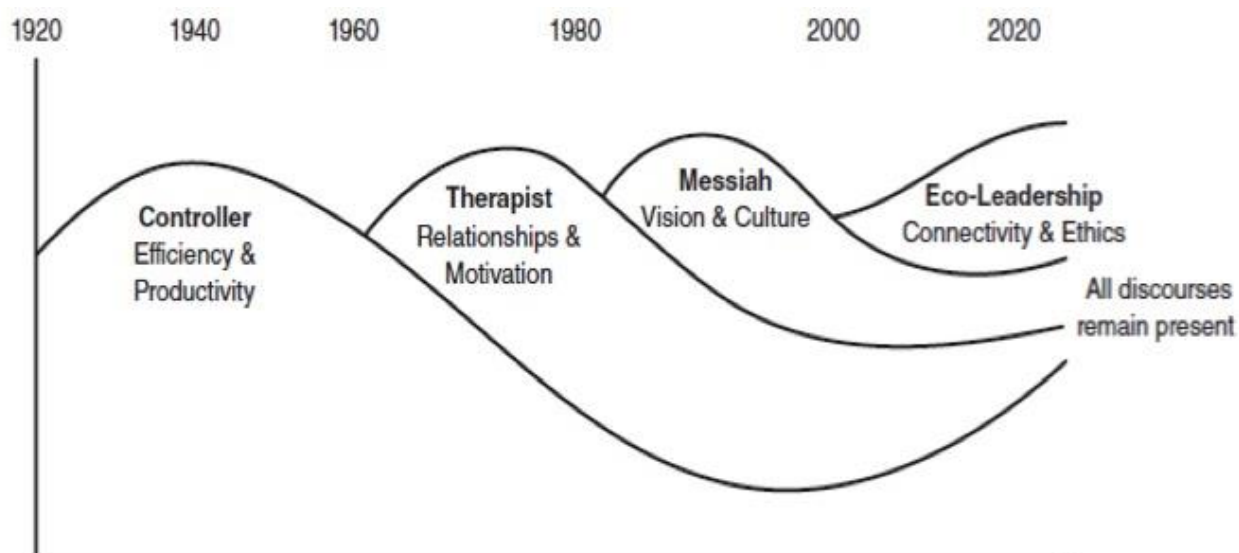 1920 1940 1960 1980 2000 2020
Controller
Efficiency &
Productivity
Therapist
Relationships &
Motivation
Messiah
Vision & Culture
Eco-Leadership
Connectivity & Ethics
All discourses
remain present